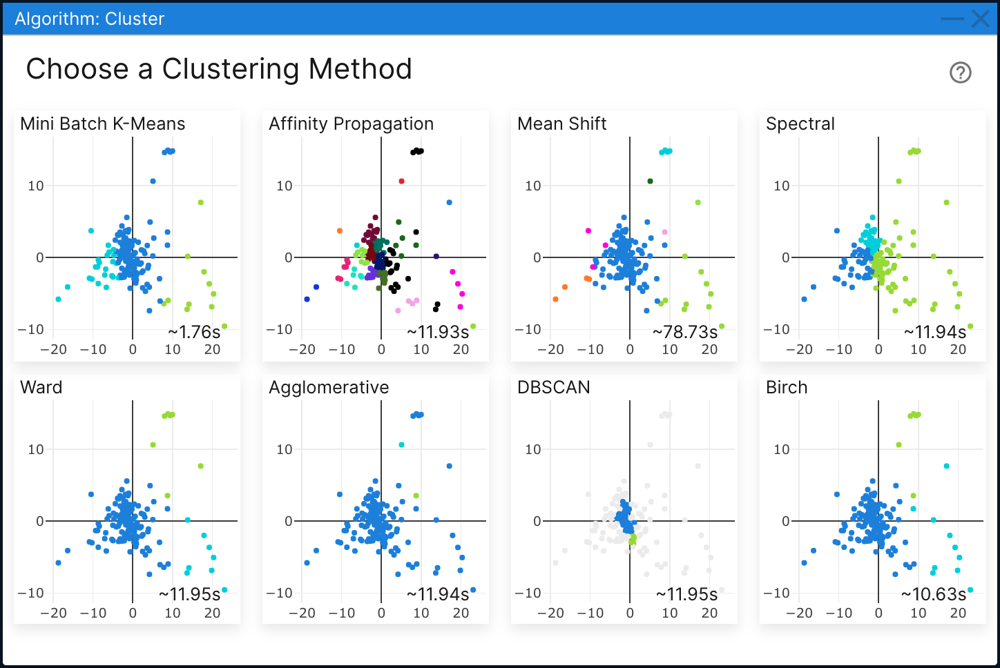 Algorithm: Cluster
Choose a Clustering Method
?
Mini Batch K-Means
10
0
−10
~1.76s
−20 −10 0 10 20
Affinity Propagation
10
0
−10
~11.93s
−20 −10 0 10 20
Mean Shift
10
0
−10
~78.73s
−20 −10 0 10 20
Spectral
10
0
−10
~11.94s
−20 −10 0 10 20
Ward
10
0
−10
~11.95s
−20 −10 0 10 20
Agglomerative
10
0
−10
~11.94s
−20 −10 0 10 20
DBSCAN
10
0
−10
~11.95s
−20 −10 0 10 20
Birch
10
0
−10
~10.63s
−20 −10 0 10 20